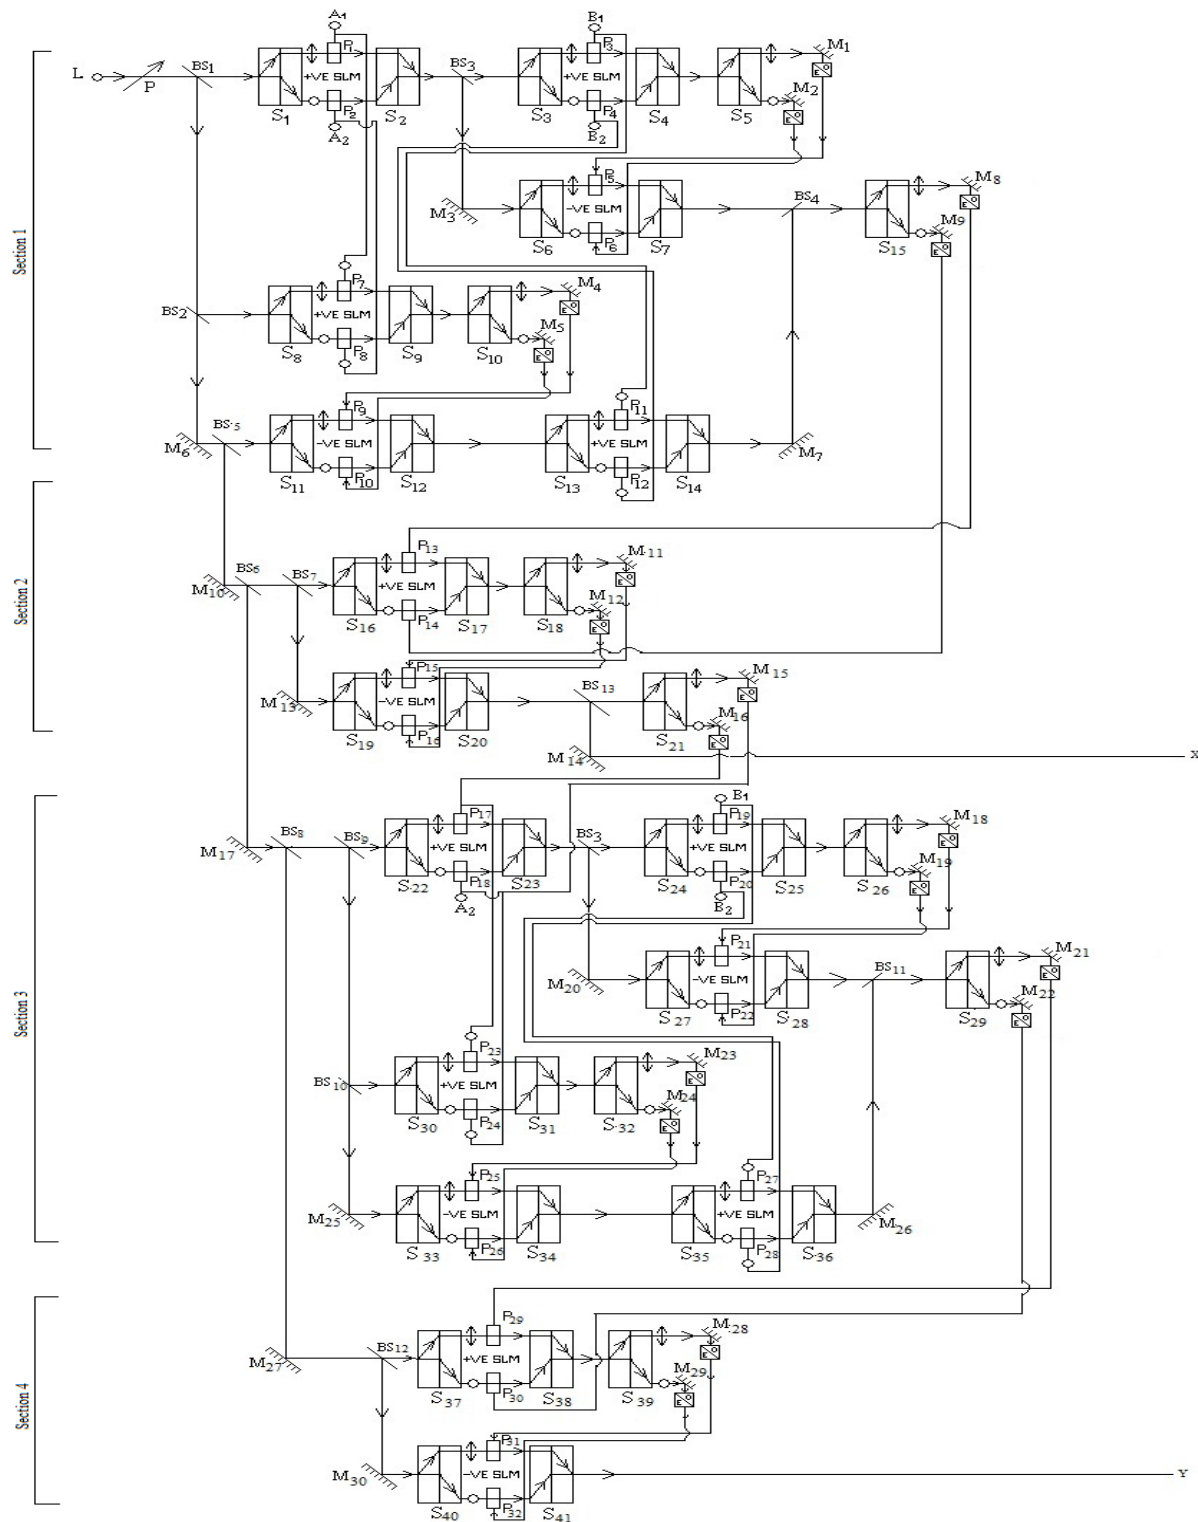 Section 1
A1 B1
L P BS1 P1 BS3 P3 M1
+VE SLM +VE SLM
S1 P2 S2 S3 P4 S4 S5 M2
A2 B2
E O E O
M3 P5 BS4 M8
-VE SLM
S6 P6 S7 S15 M9
E O E O
BS2 P7 M4
+VE SLM
S8 P8 S9 S10 M5
E O E O
M6 BS.5 P9 P11 M7
-VE SLM +VE SLM
S11 P10 S12 S13 P12 S14
Section 2
M10 BS6 BS7 P13 M.11
+VE SLM
S16 P14 S17 S18 M12
E O E O
M13 P15 BS13 M15
-VE SLM
S19 P16 S20 S21 M16
E O E O
M14 X
Section 3
M17 BS8 BS9 P17 BS3 B1 P19 M18
+VE SLM +VE SLM
S22 P18 S23 S24 P20 S25 S26 M19
A2 B2
E O E O
M20 P21 BS11 M21
-VE SLM
S27 P22 S28 S29 M22
E O E O
BS10 P23 M23
+VE SLM
S30 P24 S31 S32 M24
E O E O
M25 P25 P27 M26
-VE SLM +VE SLM
S33 P26 S34 S35 P28 S36
Section 4
M27 BS12 P29 M.28
+VE SLM
S37 P30 S38 S39 M29
E O E O
M30 P31 Y
-VE SLM
S40 P32 S41